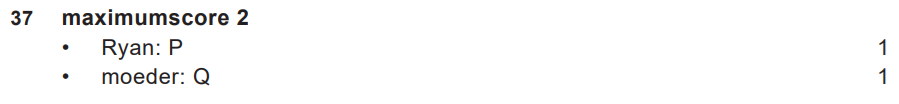 37 maximumscore 2
• Ryan: P 1
• moeder: Q 1